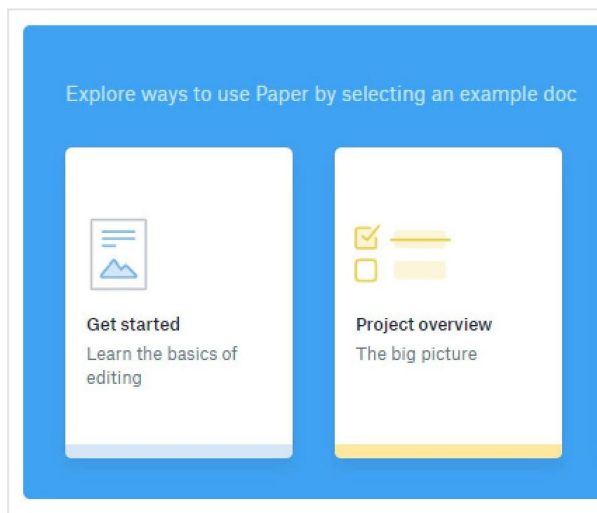 Explore ways to use Paper by selecting an example doc
Get started
Learn the basics of
editing
Project overview
The big picture